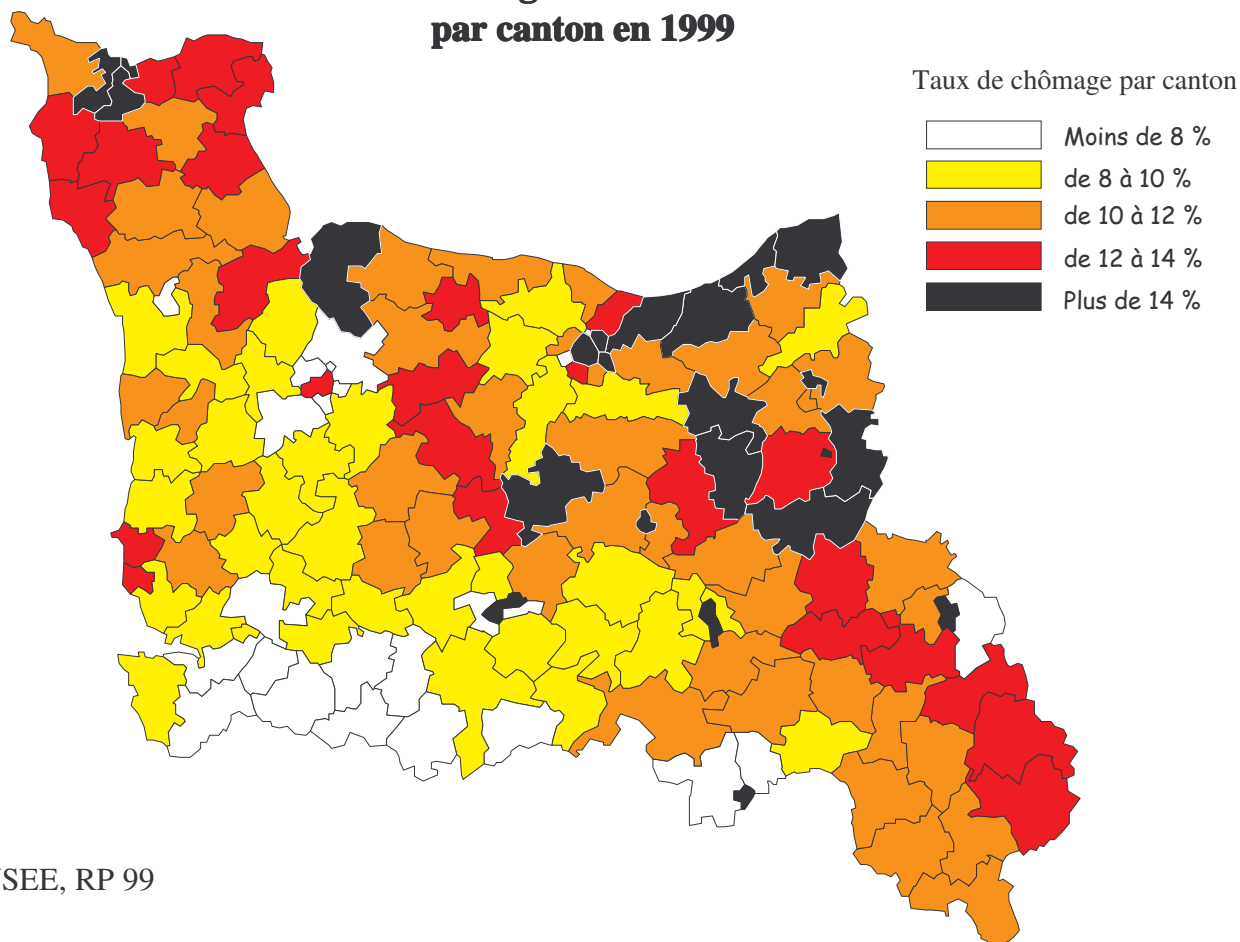 par canton en 1999
Taux de chômage par canton
Moins de 8 %
de 8 à 10 %
de 10 à 12 %
de 12 à 14 %
Plus de 14 %
RP 99